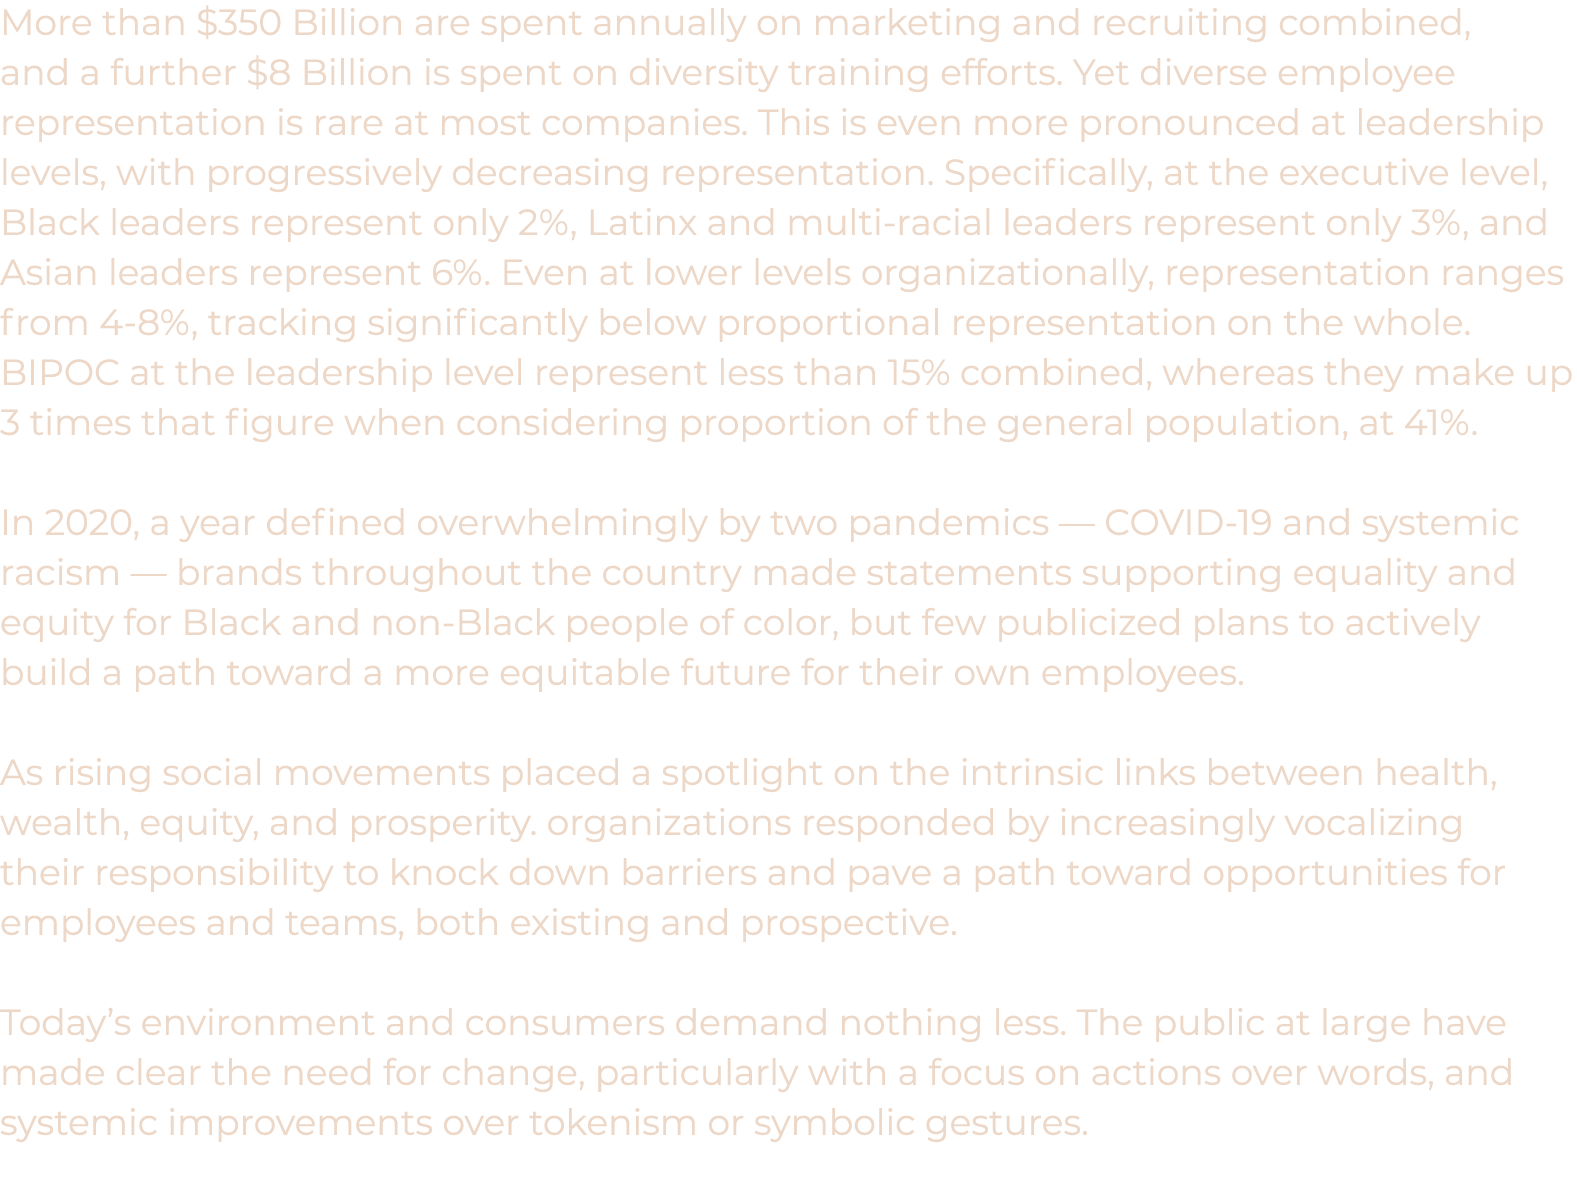 More than $350 Billion are spent annually on marketing and recruiting combined,
and a further $8 Billion is spent on diversity training efforts. Yet diverse employee
representation is rare at most companies. This is even more pronounced at leadership
levels, with progressively decreasing representation. Specifically, at the executive level,
Black leaders represent only 2%, Latinx and multi-racial leaders represent only 3%, and
Asian leaders represent 6%. Even at lower levels organizationally, representation ranges
from 4-8%, tracking significantly below proportional representation on the whole.
BIPOC at the leadership level represent less than 15% combined, whereas they make up
3 times that figure when considering proportion of the general population, at 41%.
In 2020, a year defined overwhelmingly by two pandemics — COVID-19 and systemic
racism — brands throughout the country made statements supporting equality and
equity for Black and non-Black people of color, but few publicized plans to actively
build a path toward a more equitable future for their own employees.
As rising social movements placed a spotlight on the intrinsic links between health,
wealth, equity, and prosperity. organizations responded by increasingly vocalizing
their responsibility to knock down barriers and pave a path toward opportunities for
employees and teams, both existing and prospective.
Today’s environment and consumers demand nothing less. The public at large have
made clear the need for change, particularly with a focus on actions over words, and
systemic improvements over tokenism or symbolic gestures.